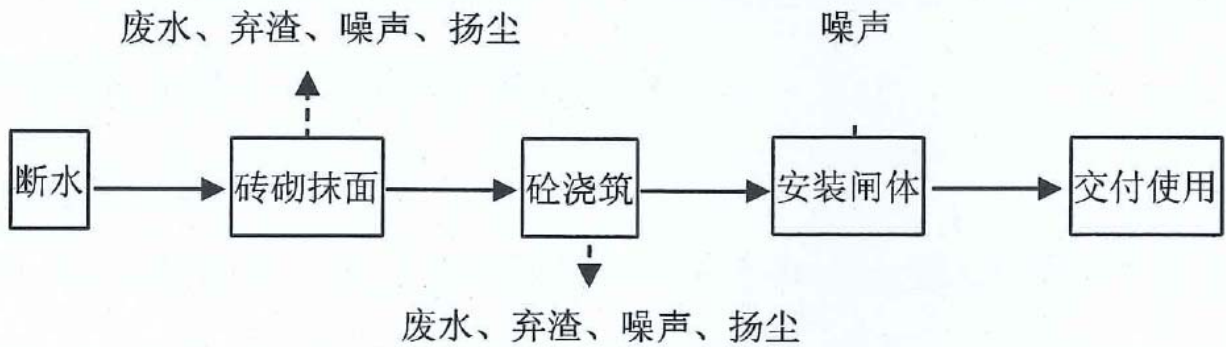 废水、弃渣、噪声、扬尘
噪声
断水
砖砌抹面
砼浇筑
安装闸体
交付使用
废水、弃渣、噪声、扬尘